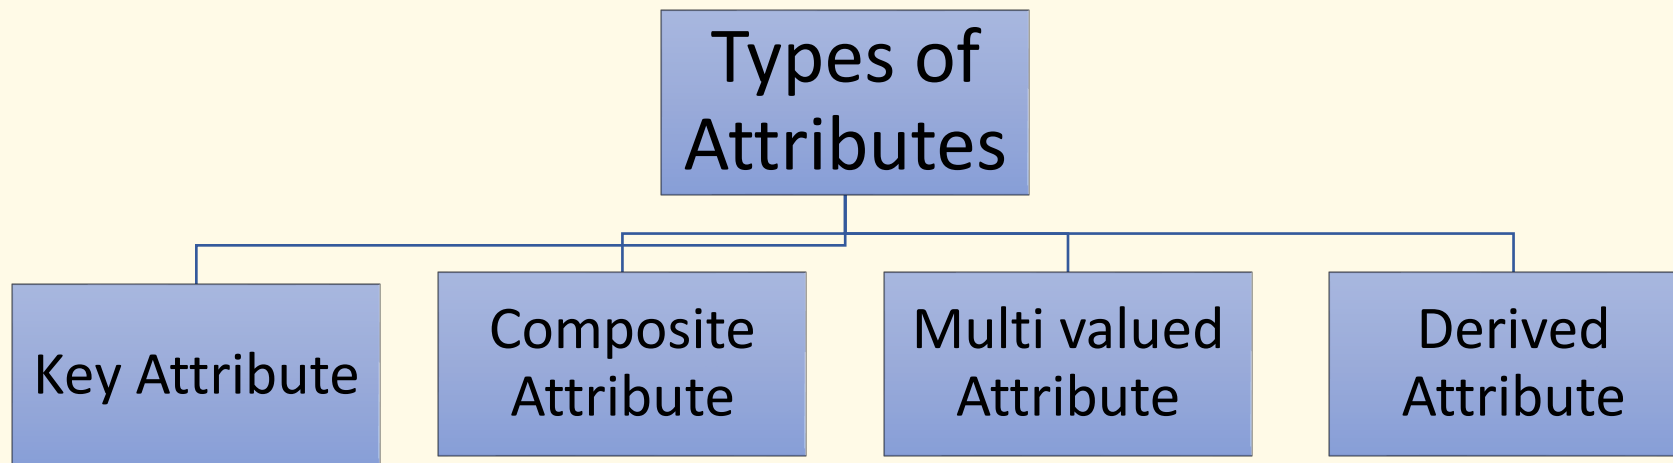 Types of
Attributes
Key Attribute
Composite
Attribute
Multi valued
Attribute
Derived
Attribute